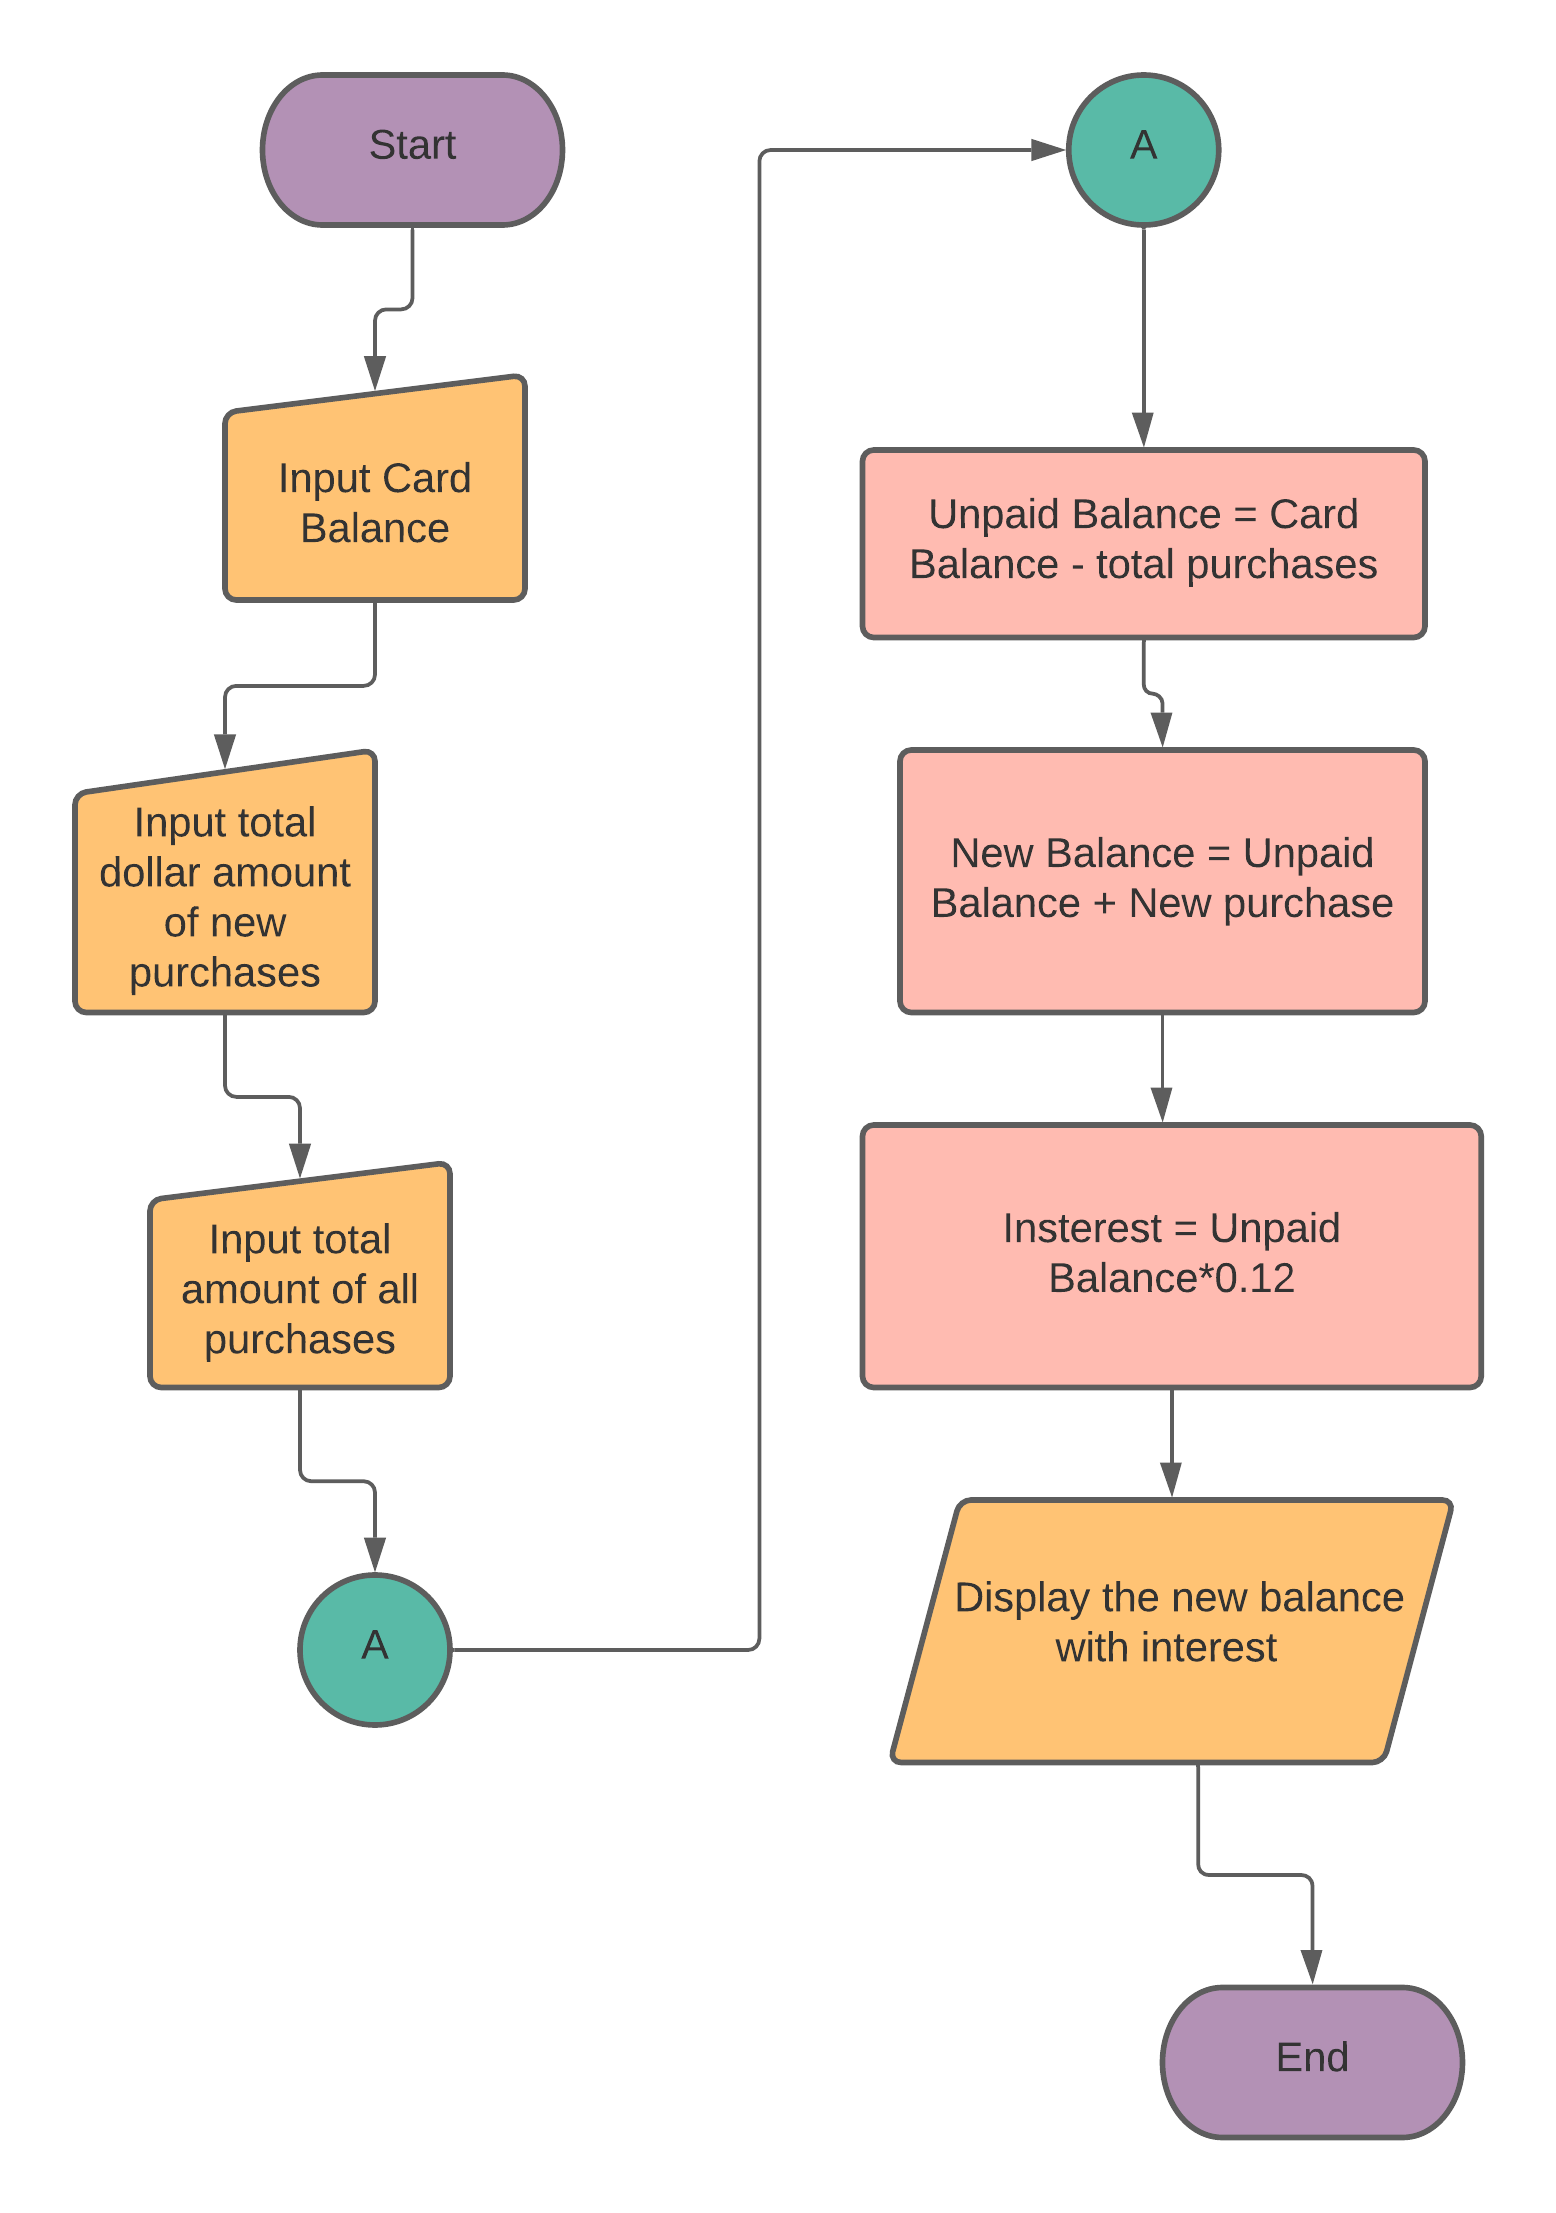 Start
Input Card
Balance
Input total
dollar amount
of new
purchases
Input total
amount of all
purchases
A
A
Unpaid Balance = Card
Balance - total purchases
New Balance = Unpaid
Balance + New purchase
Insterest = Unpaid
Balance*0.12
Display the new balance
with interest
End